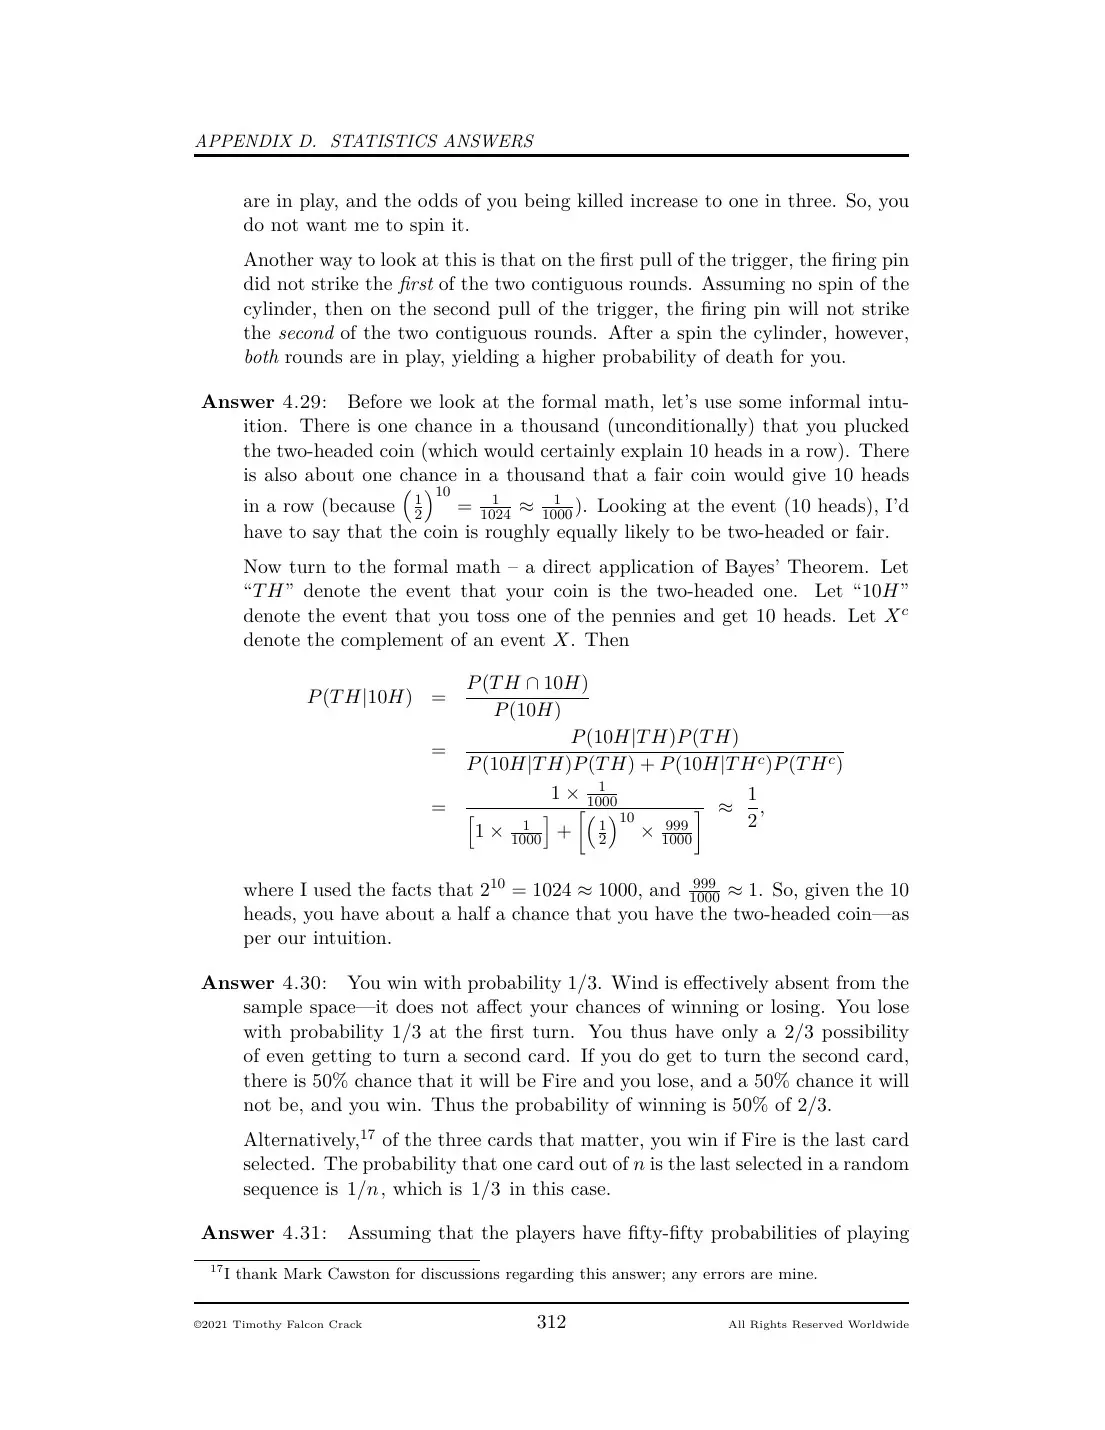 APPENDIX D. STATISTICS ANSWERS
are in play, and the odds of you being killed increase to one in three. So, you
do not want me to spin it.
Another way to look at this is that on the first pull of the trigger, the firing pin
did not strike the first of the two contiguous rounds. Assuming no spin of the
cylinder, then on the second pull of the trigger, the firing pin will not strike
the second of the two contiguous rounds. After a spin the cylinder, however,
both rounds are in play, yielding a higher probability of death for you.
Answer 4.29: Before we look at the formal math, let's use some informal intu-
ition. There is one chance in a thousand (unconditionally) that you plucked
the two-headed coin (which would certainly explain 10 heads in a row). There
is also about one chance in a thousand that a fair coin would give 10 heads
in a row (because (1/2)^10 = 1/1024 ≈ 1/1000). Looking at the event (10 heads), I'd
have to say that the coin is roughly equally likely to be two-headed or fair.
Now turn to the formal math – a direct application of Bayes' Theorem. Let
“TH” denote the event that your coin is the two-headed one. Let “10H”
denote the event that you toss one of the pennies and get 10 heads. Let X^c
denote the complement of an event X. Then
P(TH|10H) = P(TH ∩ 10H) / P(10H)
= P(10H|TH)P(TH) / P(10H|TH)P(TH) + P(10H|TH^c)P(TH^c)
= 1 × 1/1000 / [1 × 1/1000] + [(1/2)^10 × 999/1000] ≈ 1/2,
where I used the facts that 2^10 = 1024 ≈ 1000, and 999/1000 ≈ 1. So, given the 10
heads, you have about a half a chance that you have the two-headed coin—as
per our intuition.
Answer 4.30: You win with probability 1/3. Wind is effectively absent from the
sample space—it does not affect your chances of winning or losing. You lose
with probability 1/3 at the first turn. You thus have only a 2/3 possibility
of even getting to turn a second card. If you do get to turn the second card,
there is 50% chance that it will be Fire and you lose, and a 50% chance it will
not be, and you win. Thus the probability of winning is 50% of 2/3.
Alternatively,17 of the three cards that matter, you win if Fire is the last card
selected. The probability that one card out of n is the last selected in a random
sequence is 1/n, which is 1/3 in this case.
Answer 4.31: Assuming that the players have fifty-fifty probabilities of playing
17I thank Mark Cawston for discussions regarding this answer; any errors are mine.
©2021 Timothy Falcon Crack 312 All Rights Reserved Worldwide